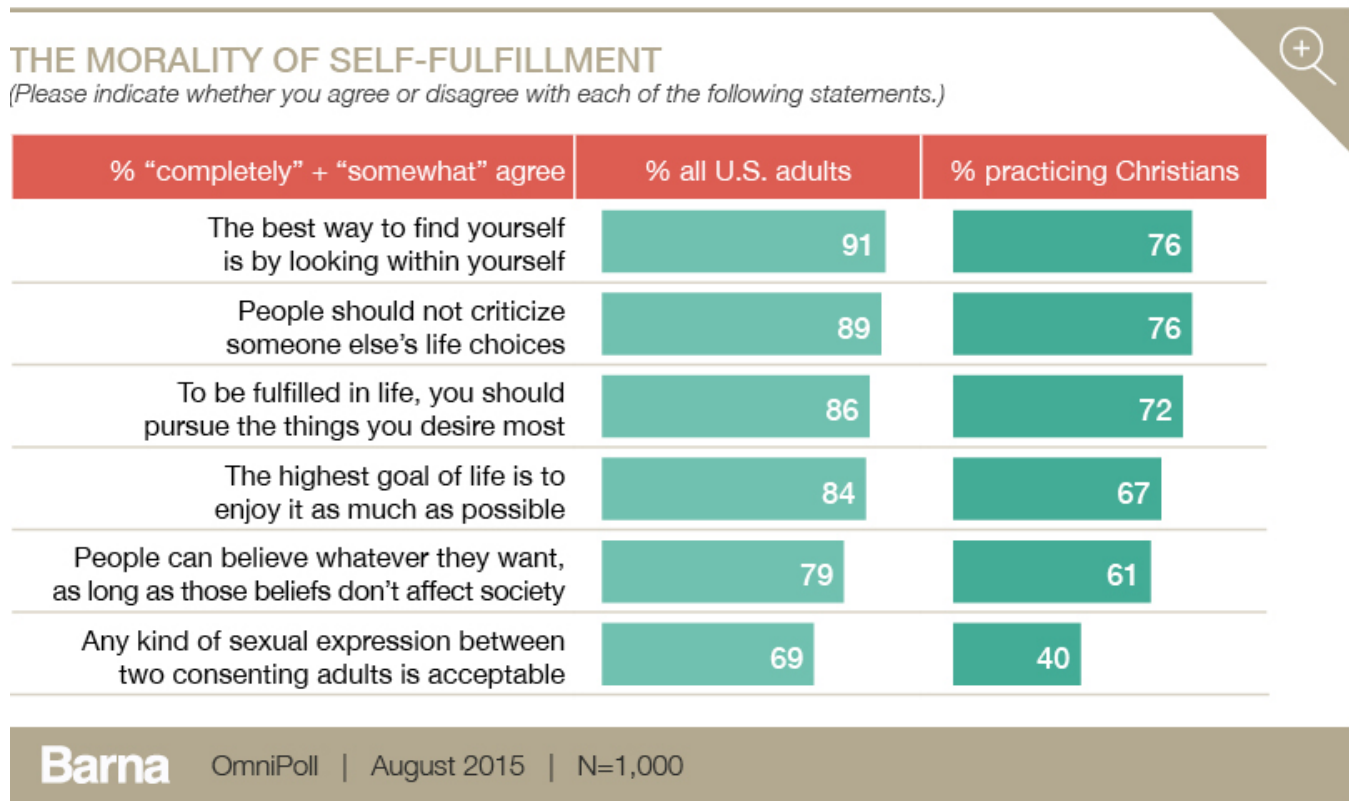 THE MORALITY OF SELF-FULFILLMENT
(Please indicate whether you agree or disagree with each of the following statements.)
% “completely” + “somewhat” agree % all U.S. adults % practicing Christians
The best way to find yourself
is by looking within yourself
91 76
People should not criticize
someone else’s life choices
89 76
To be fulfilled in life, you should
pursue the things you desire most
86 72
The highest goal of life is to
enjoy it as much as possible
84 67
People can believe whatever they want,
as long as those beliefs don’t affect society
79 61
Any kind of sexual expression between
two consenting adults is acceptable
69 40
Barna OmniPoll | August 2015 | N=1,000